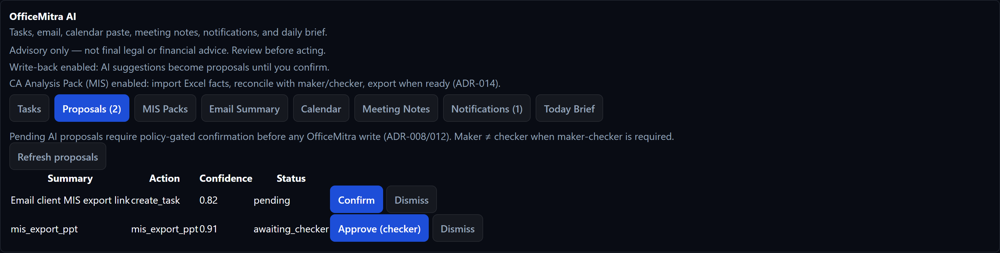 OfficeMitra AI
Tasks, email, calendar paste, meeting notes, notifications, and daily brief.
Advisory only — not final legal or financial advice. Review before acting.
Write-back enabled: AI suggestions become proposals until you confirm.
CA Analysis Pack (MIS) enabled: import Excel facts, reconcile with maker/checker, export when ready (ADR-014).
Tasks Proposals (2) MIS Packs Email Summary Calendar Meeting Notes Notifications (1) Today Brief
Pending AI proposals require policy-gated confirmation before any OfficeMitra write (ADR-008/012). Maker ≠ checker when maker-checker is required.
Refresh proposals
Summary Action Confidence Status
Email client MIS export link create_task 0.82 pending Confirm Dismiss
mis_export_ppt mis_export_ppt 0.91 awaiting_checker Approve (checker) Dismiss